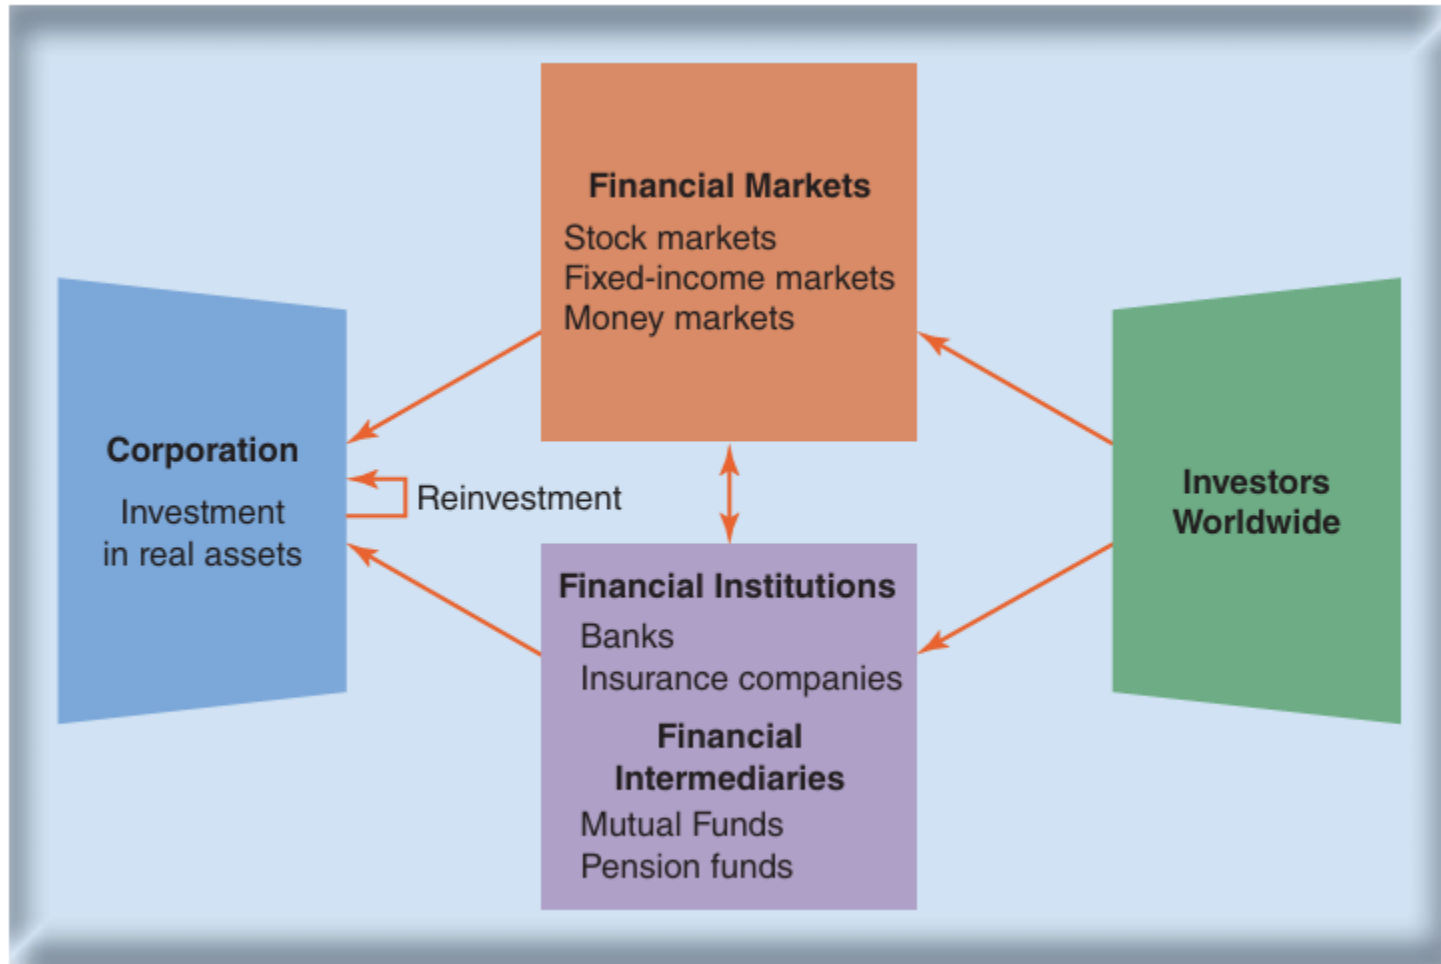 Financial Markets
Stock markets
Fixed-income markets
Money markets
Corporation
Investment
in real assets
Reinvestment
Investors
Worldwide
Financial Institutions
Banks
Insurance companies
Financial
Intermediaries
Mutual Funds
Pension funds